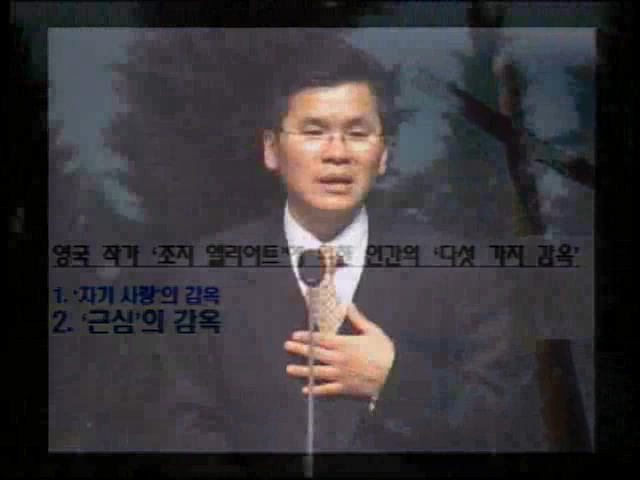 영국 작가 '조지 엘리어트' 인간의 '다섯 가지 감옥'
1. '자기 사랑'의 감옥
2. '근심'의 감옥